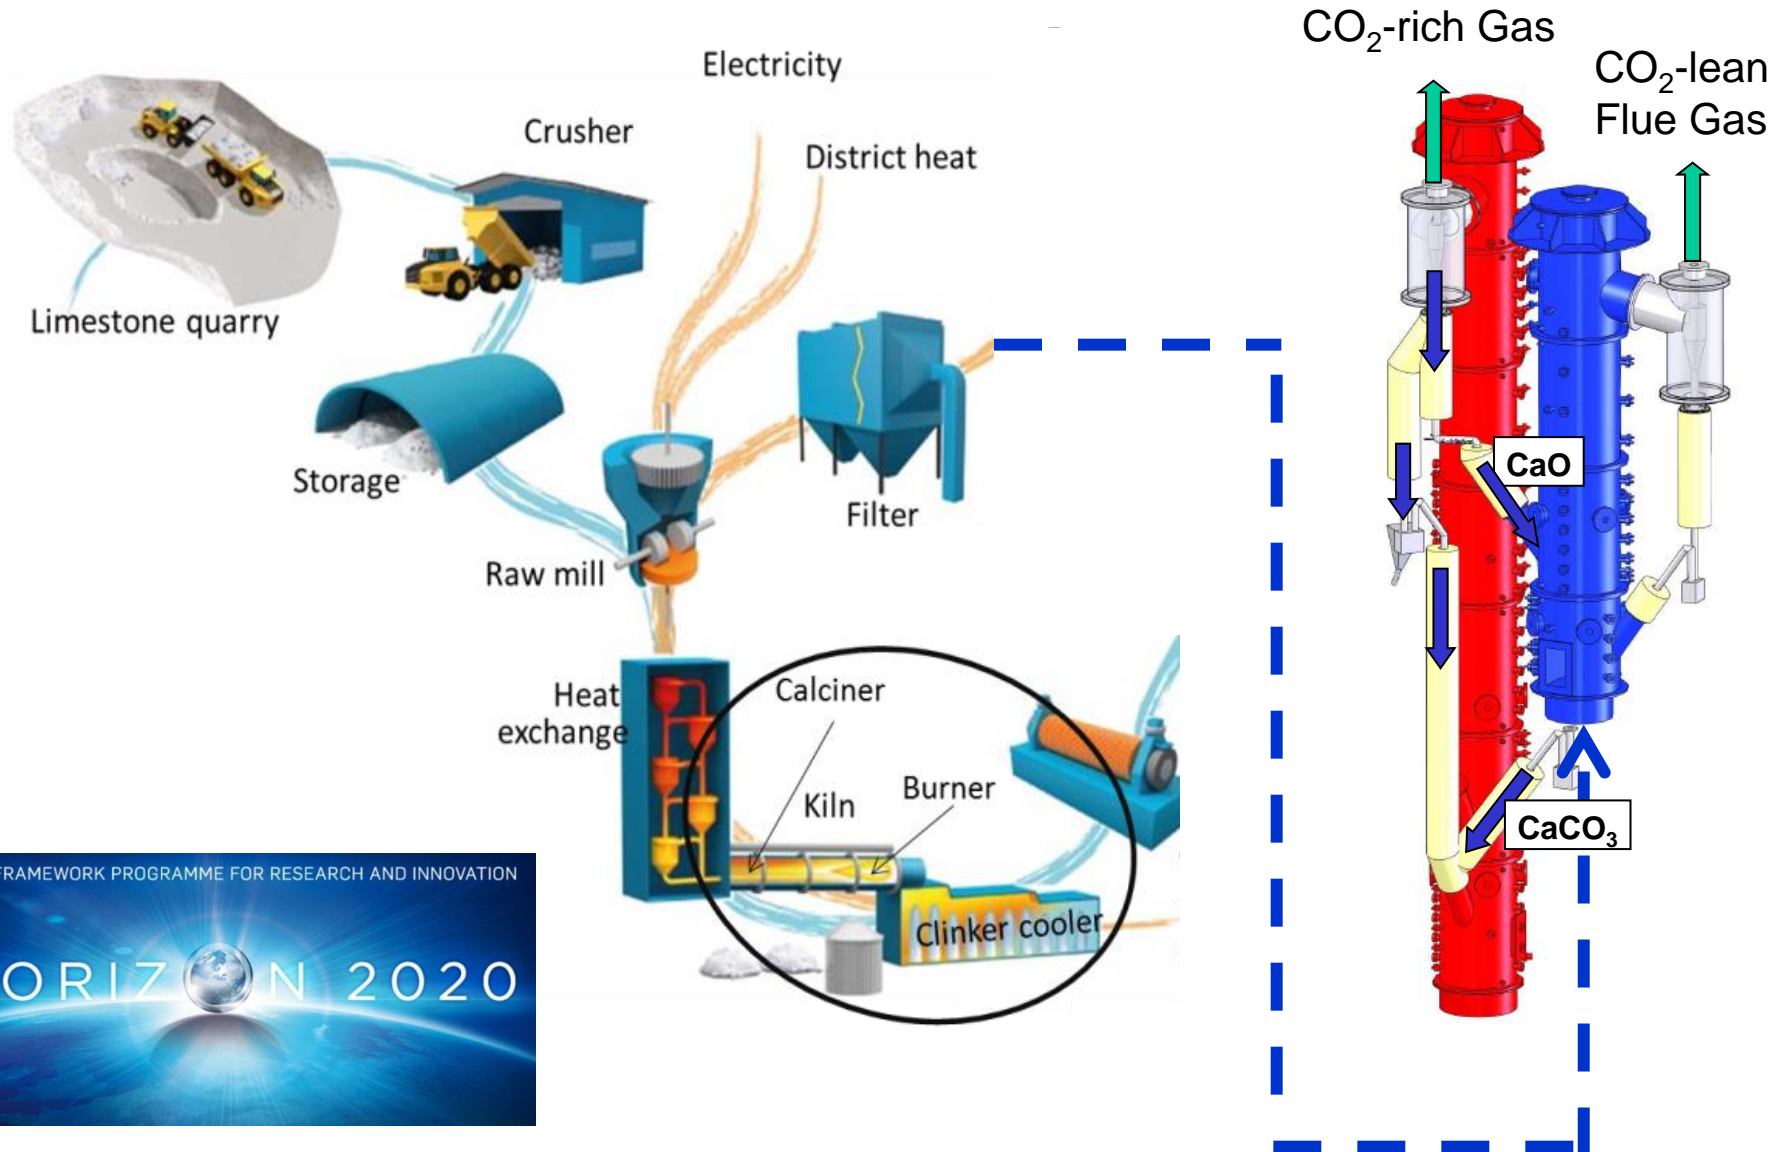 CO₂-rich Gas
CO₂-lean
Flue Gas
Electricity
Crusher
District heat
Limestone quarry
Storage
Filter
CaO
Raw mill
Heat
exchange
Calciner
Kiln
Burner
CaCO₃
Clinker cooler
FRAMEWORK PROGRAMME FOR RESEARCH AND INNOVATION
ORIZON 2020